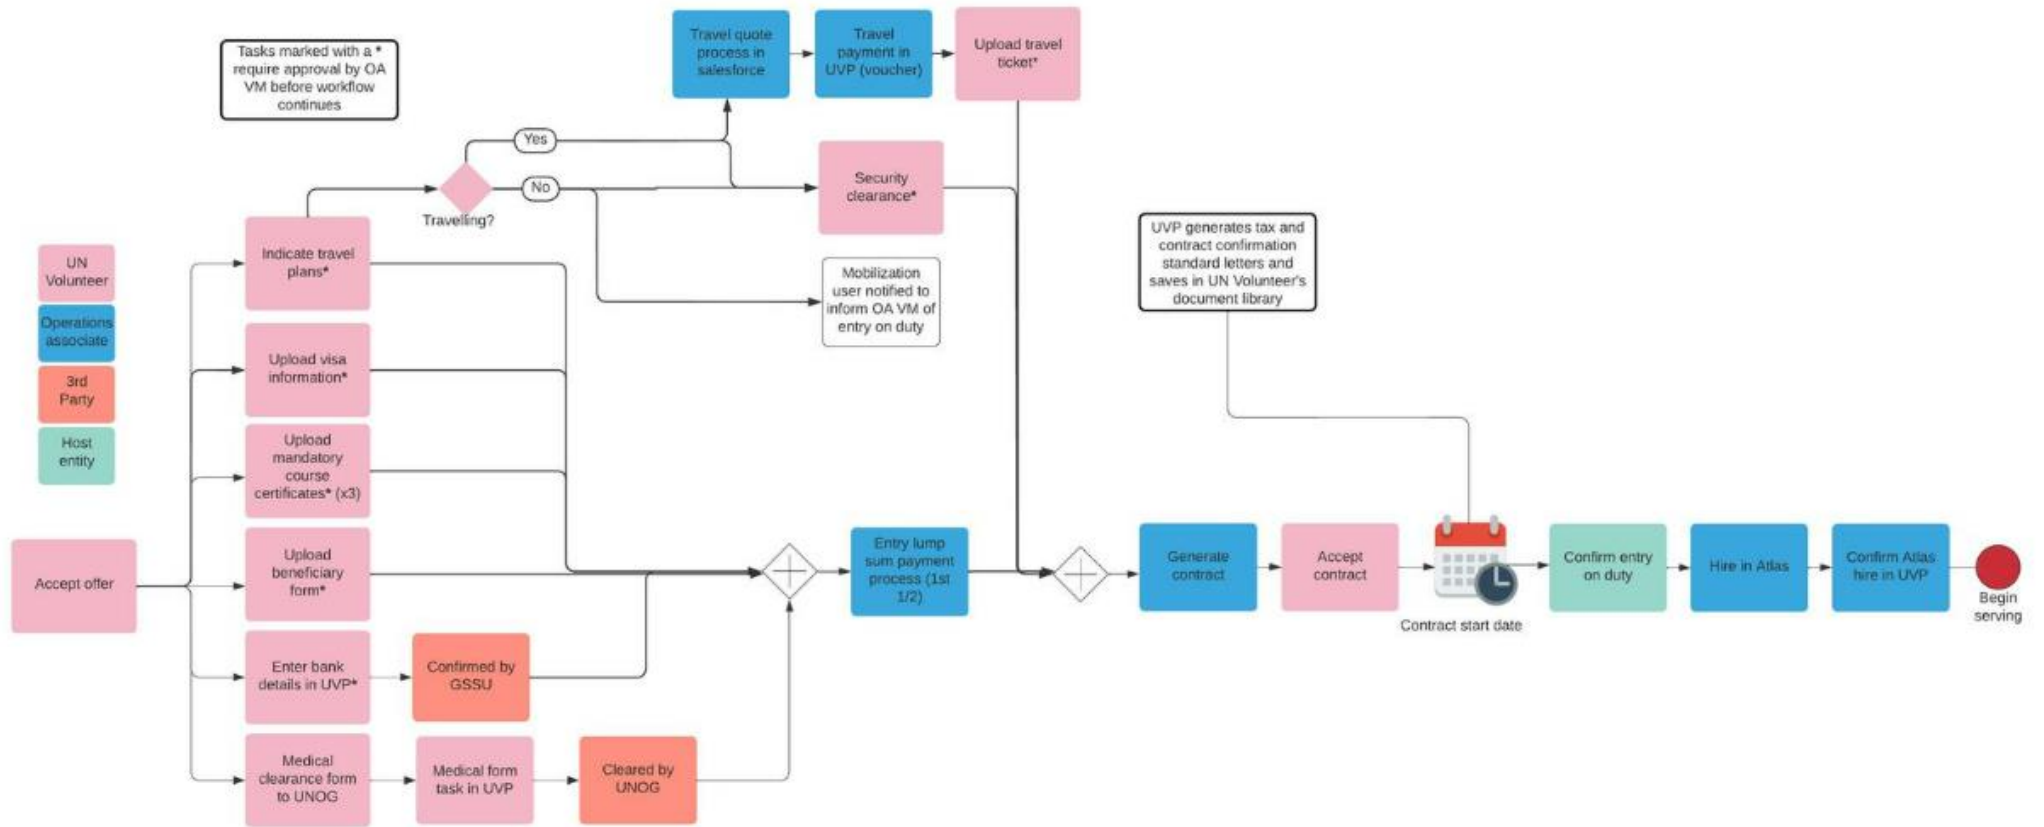 Tasks marked with a *
require approval by OA
VM before workflow
continues
Travel quote
process in
salesforce
Travel
payment in
UVP (voucher)
Upload travel
ticket*
Yes
No
Travelling?
Security
clearance*
Mobilization
user notified to
inform OA VM of
entry on duty
UN
Volunteer
Operations
associate
3rd
Party
Host
entity
Accept offer
Indicate travel
plans*
Upload visa
information*
Upload
mandatory
course
certificates* (x3)
Upload
beneficiary
form*
Enter bank
details in UVP*
Confirmed by
GSSU
Medical
clearance form
to UNOG
Medical form
task in UVP
Cleared by
UNOG
Entry lump
sum payment
process (1st
1/2)
UVP generates tax and
contract confirmation
standard letters and
saves in UN Volunteer's
document library
Generate
contract
Accept
contract
Contract start date
Confirm entry
on duty
Hire in Atlas
Confirm Atlas
hire in UVP
Begin
serving